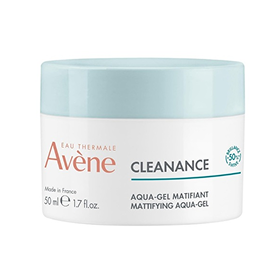 EAU THERMALE
Avène
Made in France
50 ml ℮ 1.7 fl.oz.
CLEANANCE
AQUA-GEL MATIFIANT
MATTIFYING AQUA-GEL